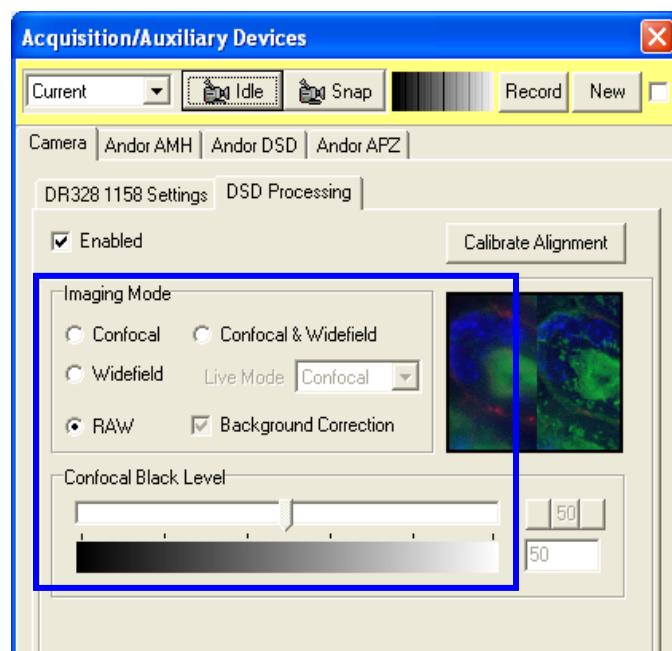 Acquisition/Auxiliary Devices
Current Idle Snap Record New
Camera Andor AMH Andor DSD Andor APZ
DR328 1158 Settings DSD Processing
Enabled Calibrate Alignment
Imaging Mode
Confocal Confocal & Widefield
Widefield Live Mode Confocal
RAW Background Correction
Confocal Black Level
50
50